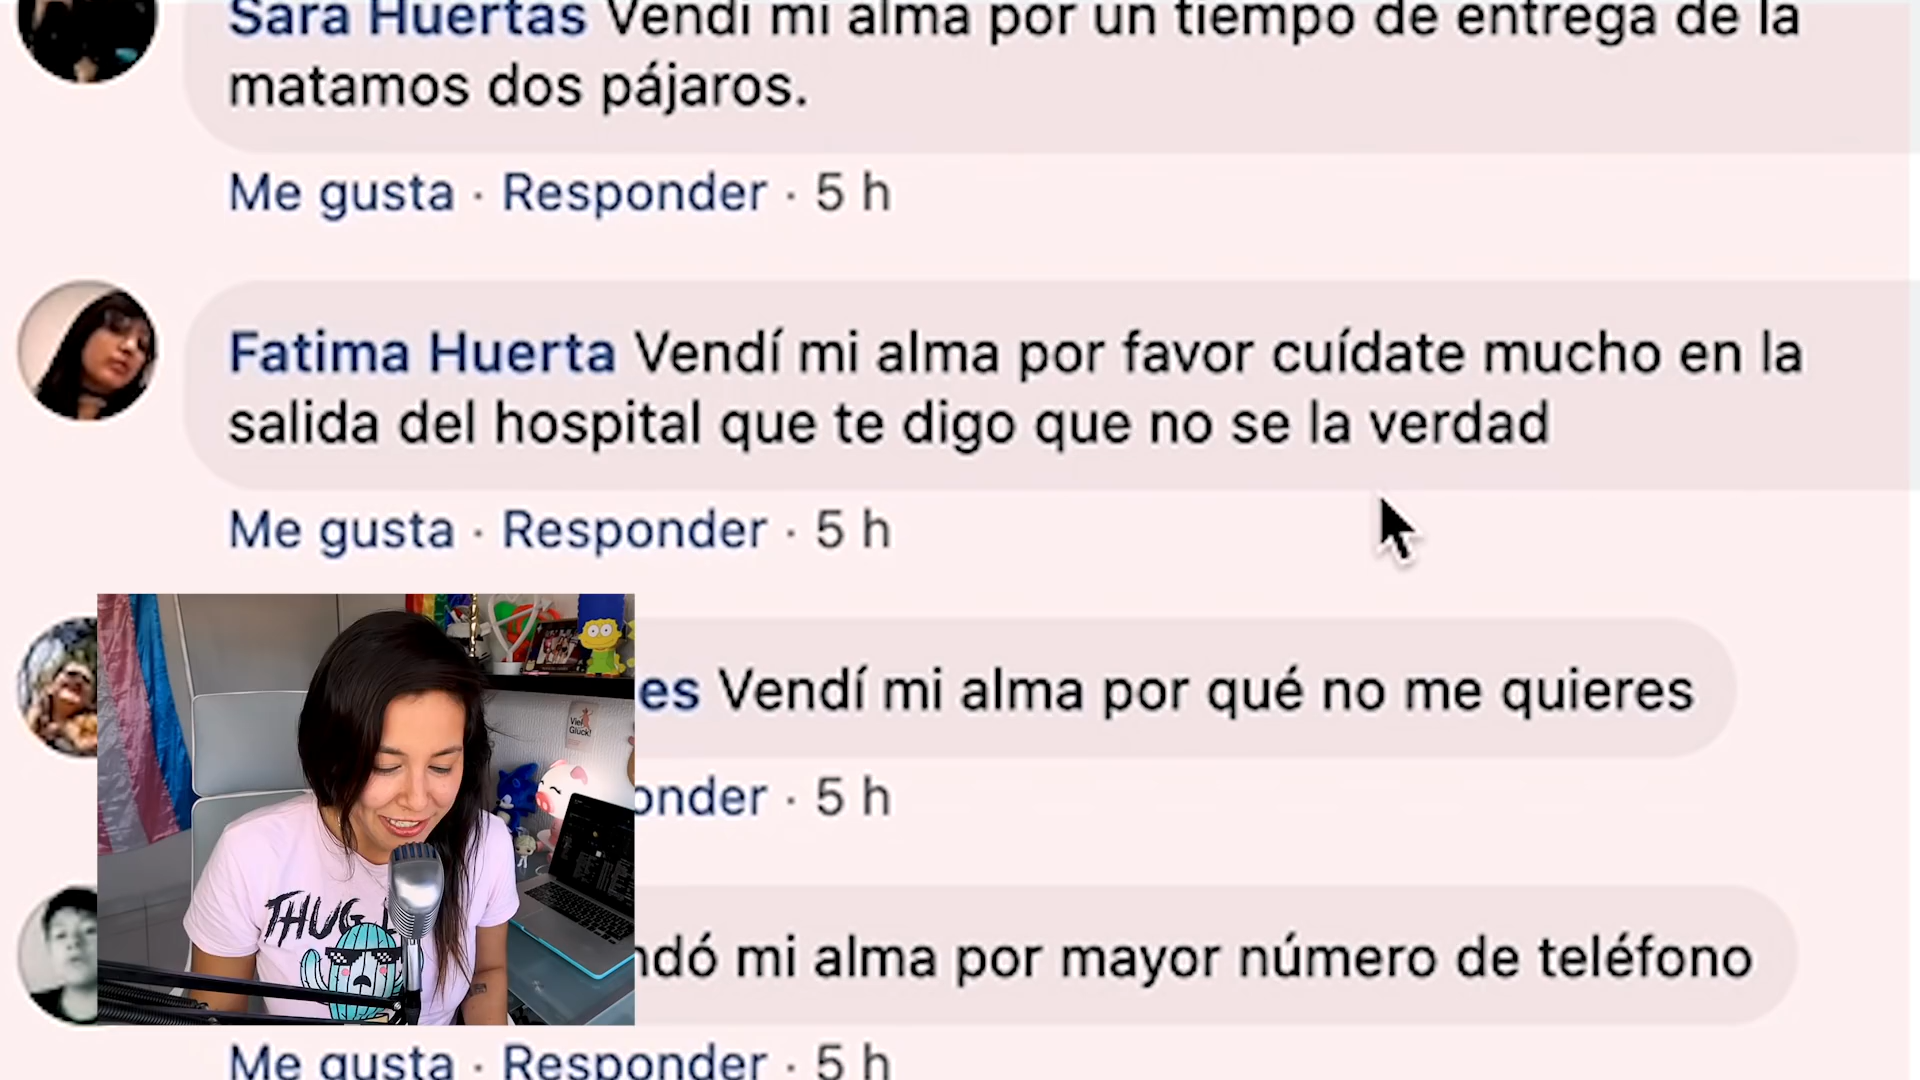 Sara Huertas Vendí mi alma por un tiempo de entrega de la
matamos dos pájaros.
Me gusta · Responder · 5 h
Fatima Huerta Vendí mi alma por favor cuídate mucho en la
salida del hospital que te digo que no se la verdad
Me gusta · Responder · 5 h
es Vendí mi alma por qué no me quieres
onder · 5 h
ndó mi alma por mayor número de teléfono
Me gusta · Responder · 5 h
Viel
Glück!
THUG